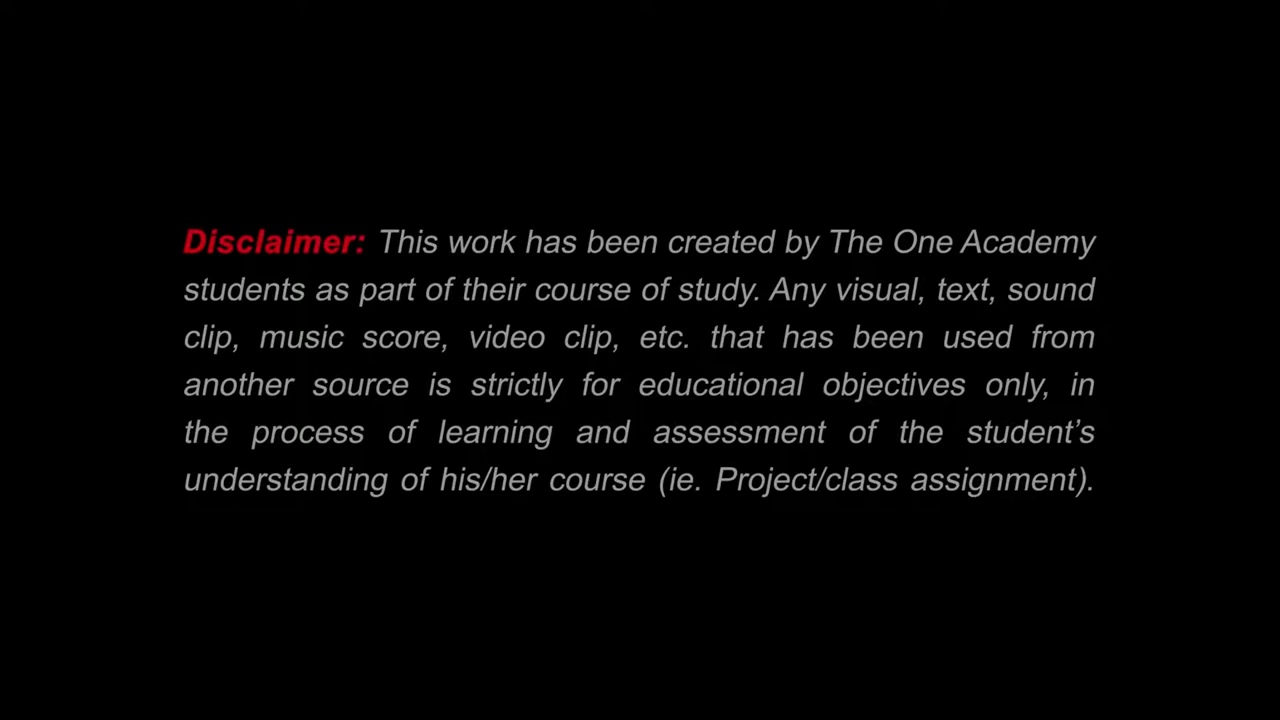 Disclaimer: This work has been created by The One Academy
students as part of their course of study. Any visual, text, sound
clip, music score, video clip, etc. that has been used from
another source is strictly for educational objectives only, in
the process of learning and assessment of the student’s
understanding of his/her course (ie. Project/class assignment).